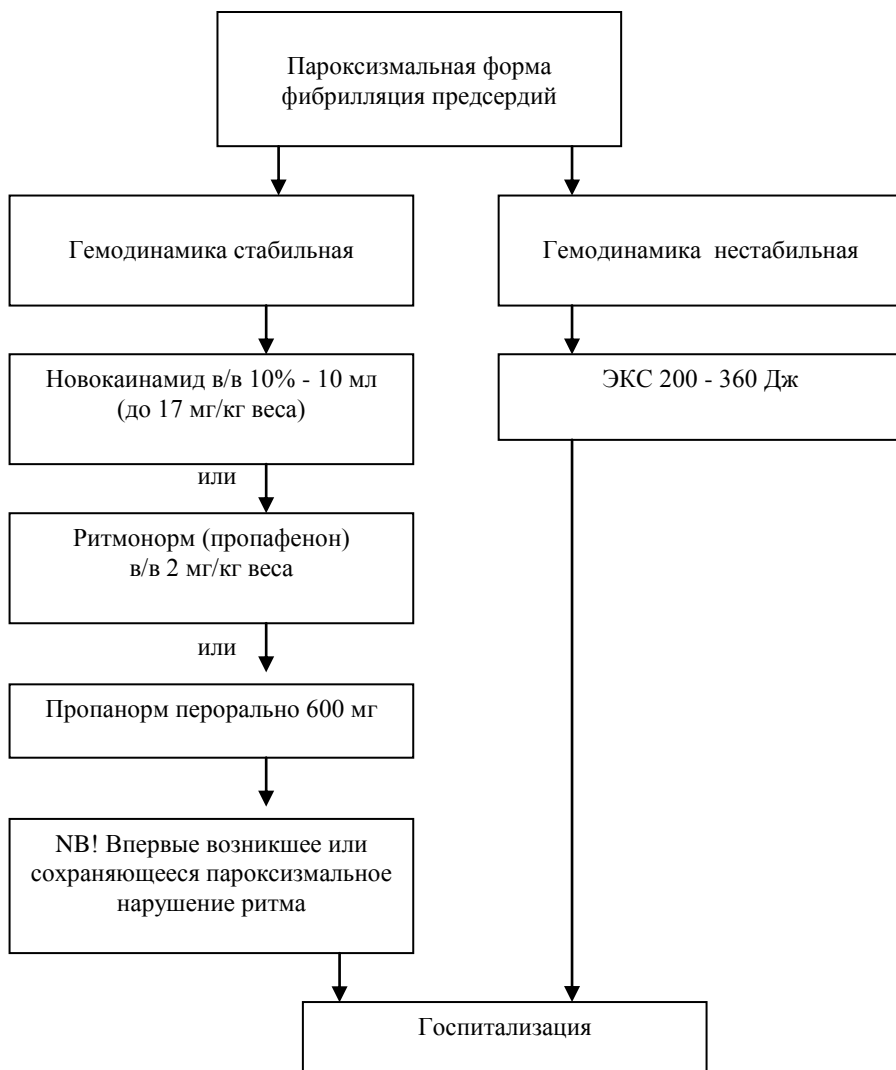 Пароксизмальная форма
фибрилляция предсердий
Гемодинамика стабильная
Гемодинамика нестабильная
Новокаинамид в/в 10% - 10 мл
(до 17 мг/кг веса)
ЭКС 200 - 360 Дж
или
Ритмонорм (пропафенон)
в/в 2 мг/кг веса
или
Пропанорм перорально 600 мг
NB! Впервые возникшее или
сохраняющееся пароксизмальное
нарушение ритма
Госпитализация